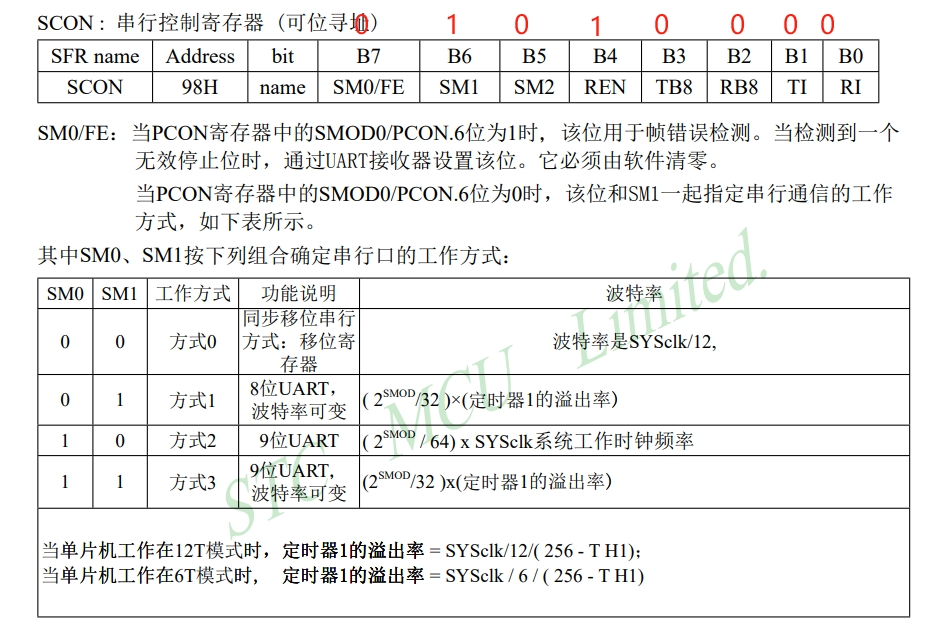 SCON : 串行控制寄存器 (可位寻址)
0 1 0 1 0 0 0 0
SFR name Address bit B7 B6 B5 B4 B3 B2 B1 B0
SCON 98H name SM0/FE SM1 SM2 REN TB8 RB8 TI RI
SM0/FE：当PCON寄存器中的SMOD0/PCON.6位为1时，该位用于帧错误检测。当检测到一个
无效停止位时，通过UART接收器设置该位。它必须由软件清零。
当PCON寄存器中的SMOD0/PCON.6位为0时，该位和SM1一起指定串行通信的工作
方式，如下表所示。
其中SM0、SM1按下列组合确定串行口的工作方式：
SM0 SM1 工作方式 功能说明 波特率
0 0 方式0 同步移位串行
方式：移位寄
存器 波特率是SYSclk/12,
0 1 方式1 8位UART，
波特率可变 ( 2^SMOD/32 )×(定时器1的溢出率)
1 0 方式2 9位UART ( 2^SMOD / 64) x SYSclk系统工作时钟频率
1 1 方式3 9位UART，
波特率可变 (2^SMOD/32 )x(定时器1的溢出率)
当单片机工作在12T模式时，定时器1的溢出率 = SYSclk/12/( 256 - T H1)；
当单片机工作在6T模式时， 定时器1的溢出率 = SYSclk / 6 / ( 256 - T H1)
STC MCU Limited.